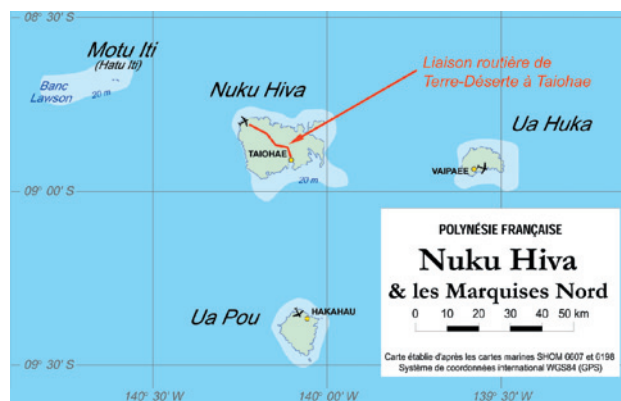 08° 30' S
Motu Iti
(Hatu Iti)
Banc
Lawson
20 m
Nuku Hiva
Liaison routière de
Terre-Déserte à Taiohae
Ua Huka
TAIOHAE
VAIPAEE
20 m
09° 00' S
POLYNÉSIE FRANÇAISE
Nuku Hiva
& les Marquises Nord
0 10 20 30 40 50 km
Carte établie d'après les cartes marines SHOM 6607 et 6198
Système de coordonnées international WGS84 (GPS)
Ua Pou
HAKAHAU
09° 30' S
140° 30' W
140° 00' W
139° 30' W